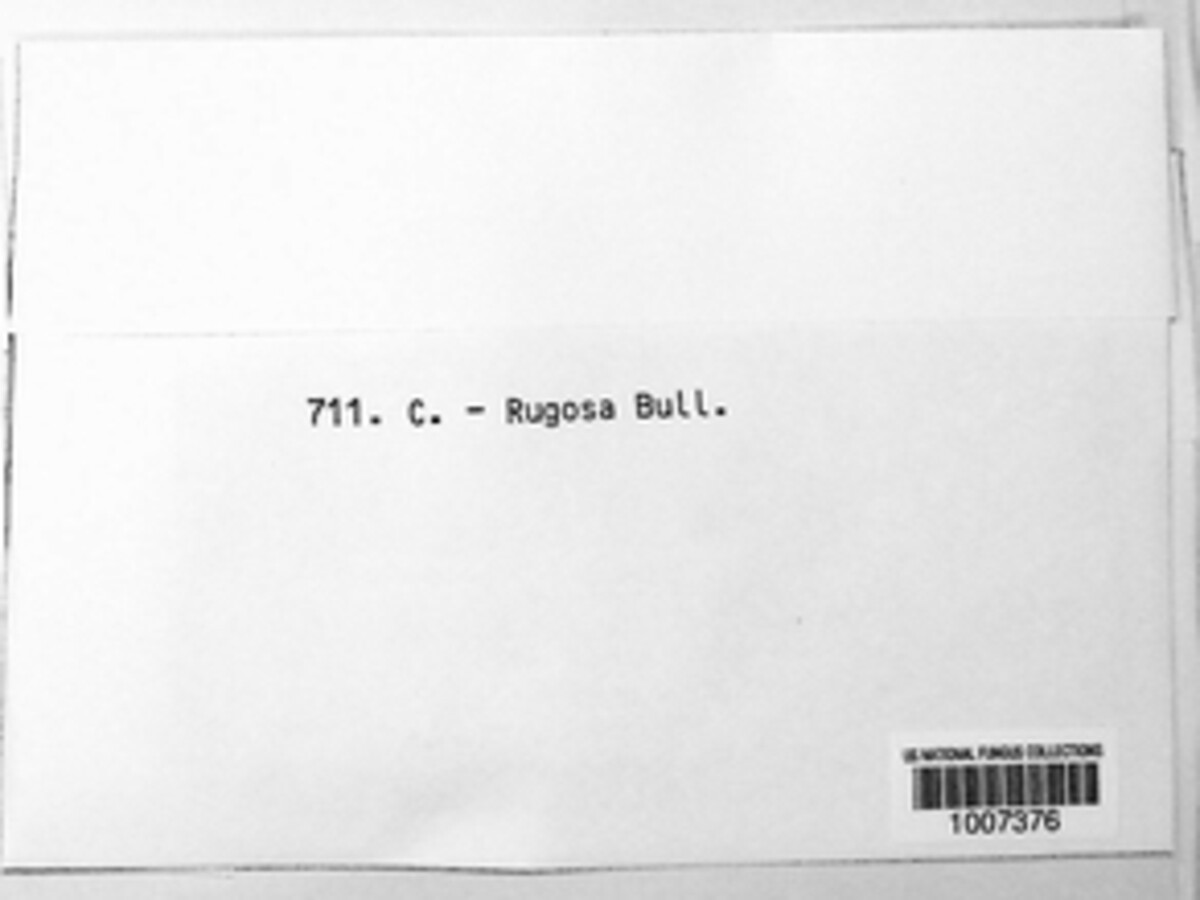 711. C. - Rugosa Bull.
US NATIONAL FUNGUS COLLECTIONS
1007376